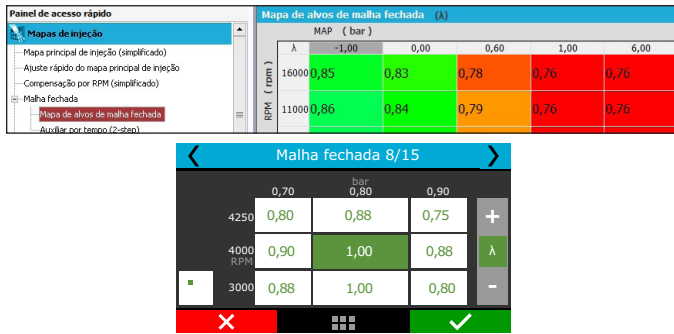 Painel de acesso rápido
Mapas de injeção
Mapa principal de injeção (simplificado)
Ajuste rápido do mapa principal de injeção
Compensação por RPM (simplificado)
Malha fechada
Mapa de alvos de malha fechada
Auxiliar por tempo (2-step)
Mapa de alvos de malha fechada (λ)
MAP ( bar )
λ -1,00 0,00 0,60 1,00 6,00
RPM ( rpm )
16000 0,85 0,83 0,78 0,76 0,76
11000 0,86 0,84 0,79 0,76 0,76
Malha fechada 8/15
bar
0,70 0,80 0,90
4250 0,80 0,88 0,75 +
4000 0,90 1,00 0,88 λ
RPM
3000 0,88 1,00 0,80 -